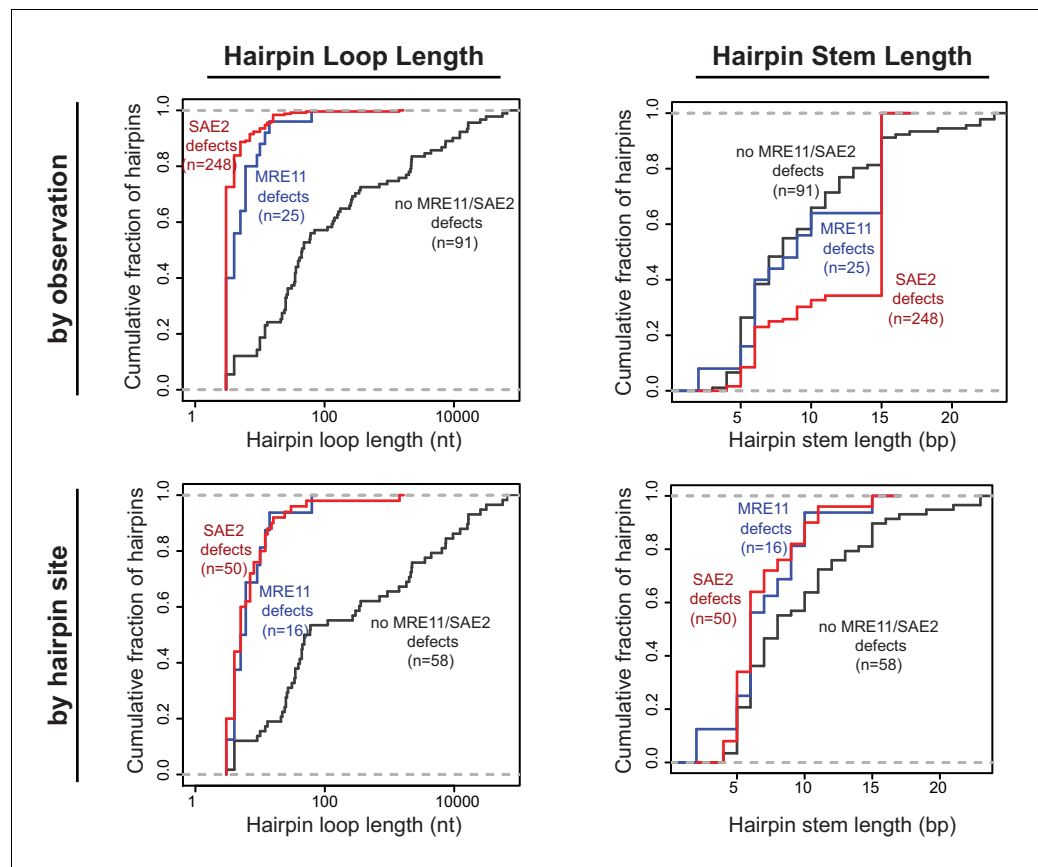 Hairpin Loop Length
Hairpin Stem Length
by observation
Cumulative fraction of hairpins
1.0
0.8
0.6
0.4
0.2
0.0
SAE2
defects
(n=248)
MRE11
defects
(n=25)
no MRE11/SAE2
defects
(n=91)
1
100
10000
Hairpin loop length (nt)
Cumulative fraction of hairpins
1.0
0.8
0.6
0.4
0.2
0.0
no MRE11/SAE2
defects
(n=91)
MRE11
defects
(n=25)
SAE2
defects
(n=248)
5
10
15
20
Hairpin stem length (bp)
by hairpin site
Cumulative fraction of hairpins
1.0
0.8
0.6
0.4
0.2
0.0
SAE2
defects
(n=50)
MRE11
defects
(n=16)
no MRE11/SAE2
defects
(n=58)
1
100
10000
Hairpin loop length (nt)
Cumulative fraction of hairpins
1.0
0.8
0.6
0.4
0.2
0.0
MRE11
defects
(n=16)
SAE2
defects
(n=50)
no MRE11/SAE2
defects
(n=58)
5
10
15
20
Hairpin stem length (bp)